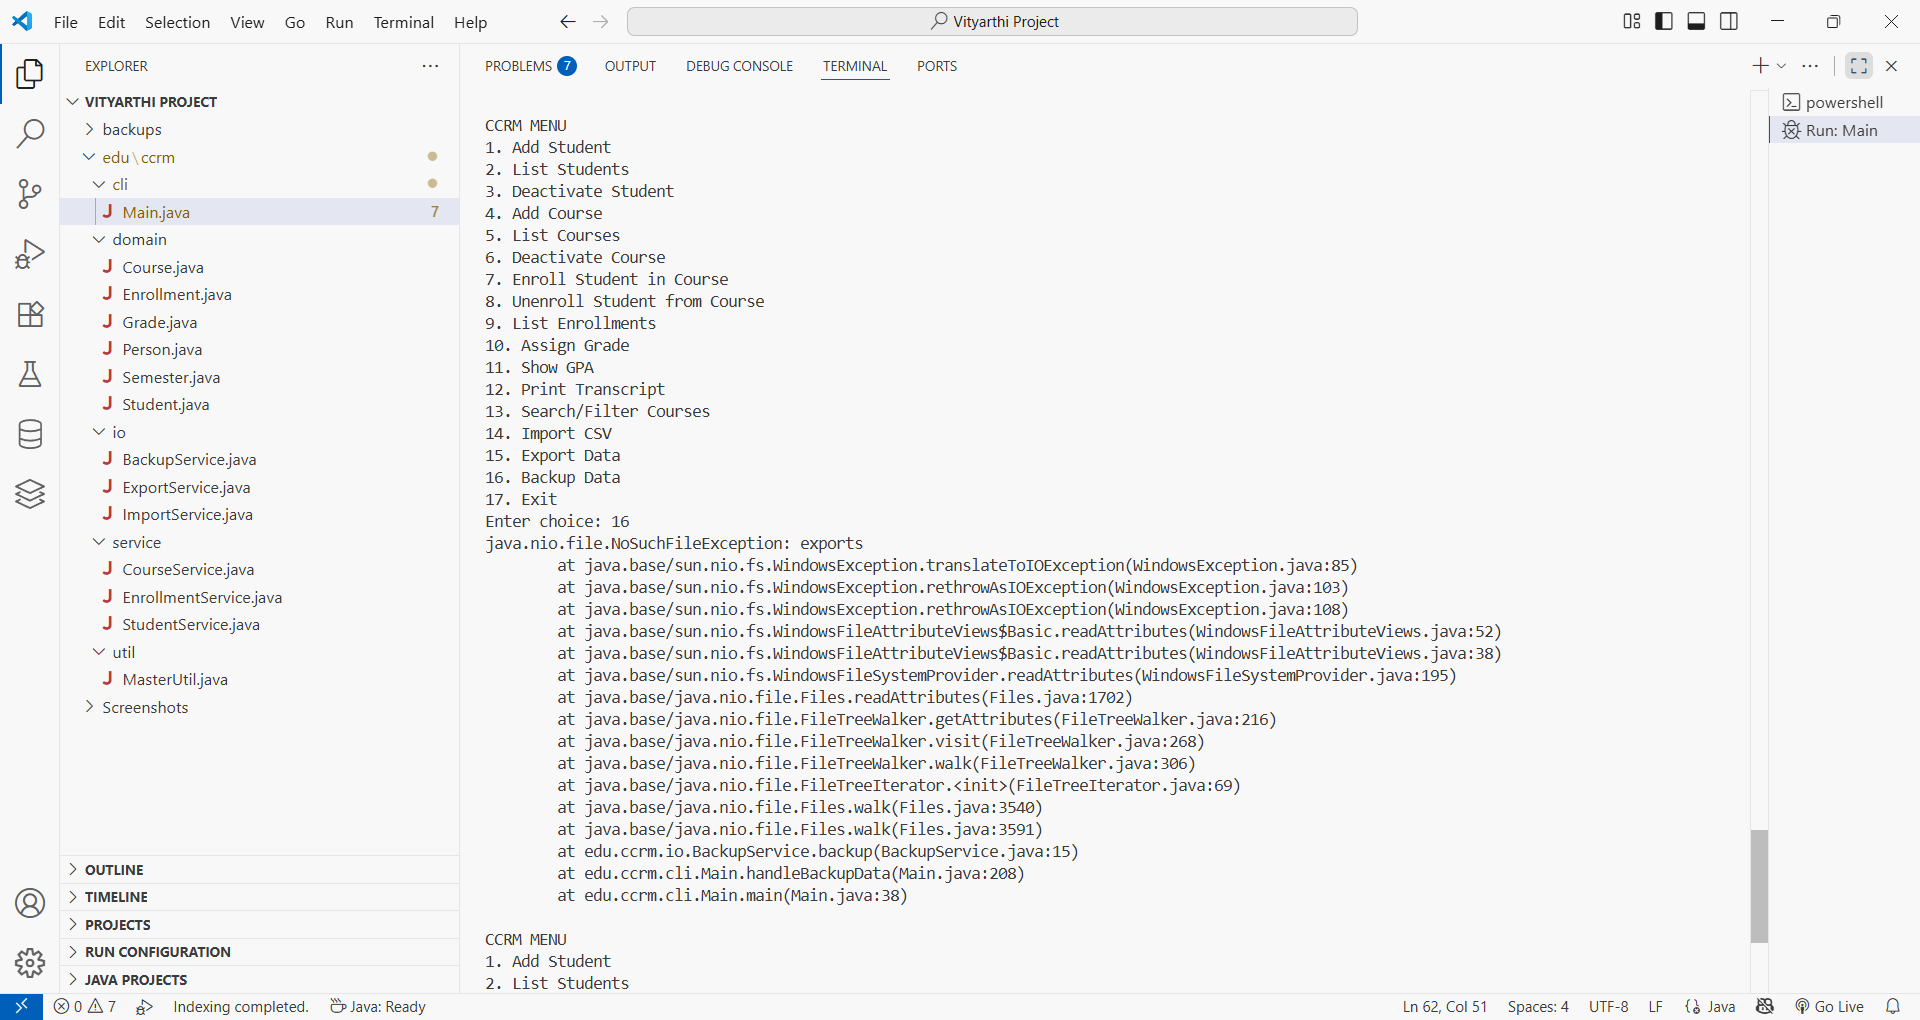 File Edit Selection View Go Run Terminal Help
Vityarthi Project
EXPLORER
VITYARTHI PROJECT
backups
edu\ccrm
cli
Main.java 7
domain
Course.java
Enrollment.java
Grade.java
Person.java
Semester.java
Student.java
io
BackupService.java
ExportService.java
ImportService.java
service
CourseService.java
EnrollmentService.java
StudentService.java
util
MasterUtil.java
Screenshots
OUTLINE
TIMELINE
PROJECTS
RUN CONFIGURATION
JAVA PROJECTS
PROBLEMS 7 OUTPUT DEBUG CONSOLE TERMINAL PORTS
CCRM MENU
1. Add Student
2. List Students
3. Deactivate Student
4. Add Course
5. List Courses
6. Deactivate Course
7. Enroll Student in Course
8. Unenroll Student from Course
9. List Enrollments
10. Assign Grade
11. Show GPA
12. Print Transcript
13. Search/Filter Courses
14. Import CSV
15. Export Data
16. Backup Data
17. Exit
Enter choice: 16
java.nio.file.NoSuchFileException: exports
at java.base/sun.nio.fs.WindowsException.translateToIOException(WindowsException.java:85)
at java.base/sun.nio.fs.WindowsException.rethrowAsIOException(WindowsException.java:103)
at java.base/sun.nio.fs.WindowsException.rethrowAsIOException(WindowsException.java:108)
at java.base/sun.nio.fs.WindowsFileAttributeViews$Basic.readAttributes(WindowsFileAttributeViews.java:52)
at java.base/sun.nio.fs.WindowsFileAttributeViews$Basic.readAttributes(WindowsFileAttributeViews.java:38)
at java.base/sun.nio.fs.WindowsFileSystemProvider.readAttributes(WindowsFileSystemProvider.java:195)
at java.base/java.nio.file.Files.readAttributes(Files.java:1702)
at java.base/java.nio.file.FileTreeWalker.getAttributes(FileTreeWalker.java:216)
at java.base/java.nio.file.FileTreeWalker.visit(FileTreeWalker.java:268)
at java.base/java.nio.file.FileTreeWalker.walk(FileTreeWalker.java:306)
at java.base/java.nio.file.FileTreeIterator.<init>(FileTreeIterator.java:69)
at java.base/java.nio.file.Files.walk(Files.java:3540)
at java.base/java.nio.file.Files.walk(Files.java:3591)
at edu.ccrm.io.BackupService.backup(BackupService.java:15)
at edu.ccrm.cli.Main.handleBackupData(Main.java:208)
at edu.ccrm.cli.Main.main(Main.java:38)
CCRM MENU
1. Add Student
2. List Students
powershell
Run: Main
0 7 Indexing completed. Java: Ready
Ln 62, Col 51 Spaces: 4 UTF-8 LF Java Go Live